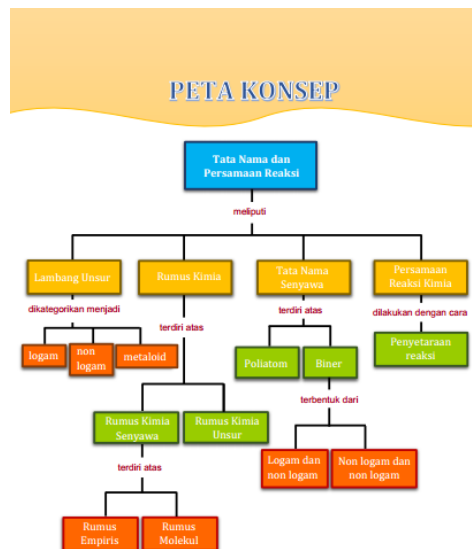 PETA KONSEP
Tata Nama dan
Persamaan Reaksi
meliputi
Lambang Unsur
Rumus Kimia
Tata Nama
Senyawa
Persamaan
Reaksi Kimia
dikategorikan menjadi
terdiri atas
terdiri atas
dilakukan dengan cara
logam
non
logam
metaloid
Poliatom
Biner
Penyetaraan
reaksi
terbentuk dari
Rumus Kimia
Senyawa
Rumus Kimia
Unsur
Logam dan
non logam
Non logam dan
non logam
terdiri atas
Rumus
Empiris
Rumus
Molekul